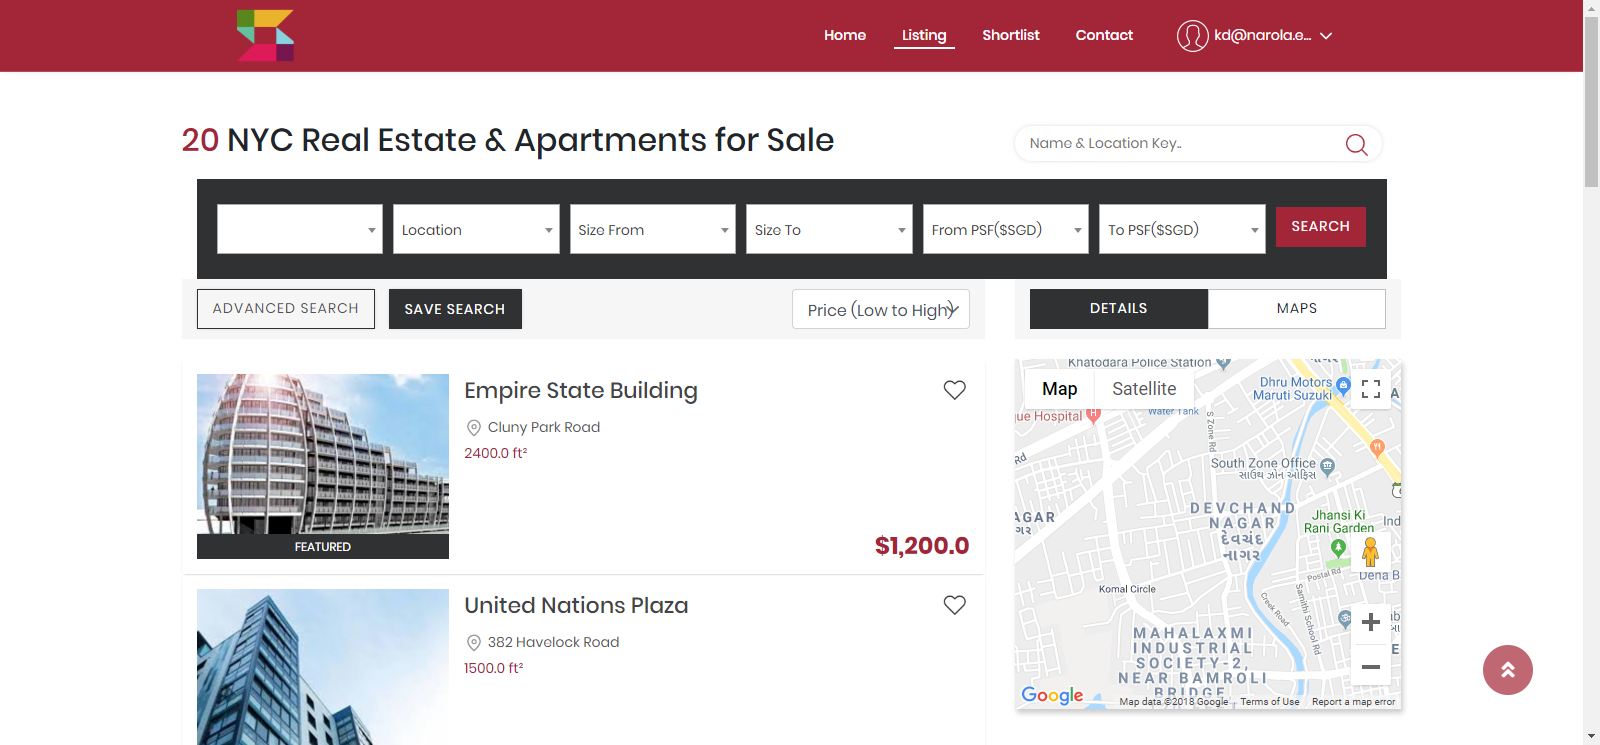 Home
Listing
Shortlist
Contact
kd@narola.e...
20 NYC Real Estate & Apartments for Sale
Name & Location Key..
Location
Size From
Size To
From PSF($SGD)
To PSF($SGD)
SEARCH
ADVANCED SEARCH
SAVE SEARCH
Price (Low to High)
DETAILS
MAPS
Empire State Building
Cluny Park Road
2400.0 ft²
FEATURED
$1,200.0
United Nations Plaza
382 Havelock Road
1500.0 ft²
Khatodara Police Station
Map
Satellite
Dhru Motors
Maruti Suzuki
gue Hospital
Water Tank
S Zone Rd
South Zone Office
સાઉથ ઝોન ઓફિસ
DEVCHAND
NAGAR
દેવચંદ
નાગર
AGAR
ગર
Jhansi Ki
Rani Garden
Ind
Postal Rd
Dena B
Komal Circle
Creek Road
Samithi School Rd
MAHALAXMI
INDUSTRIAL
SOCIETY-2,
NEAR BAMROLI
BRIDGE
Google
Map data ©2018 Google
Terms of Use
Report a map error